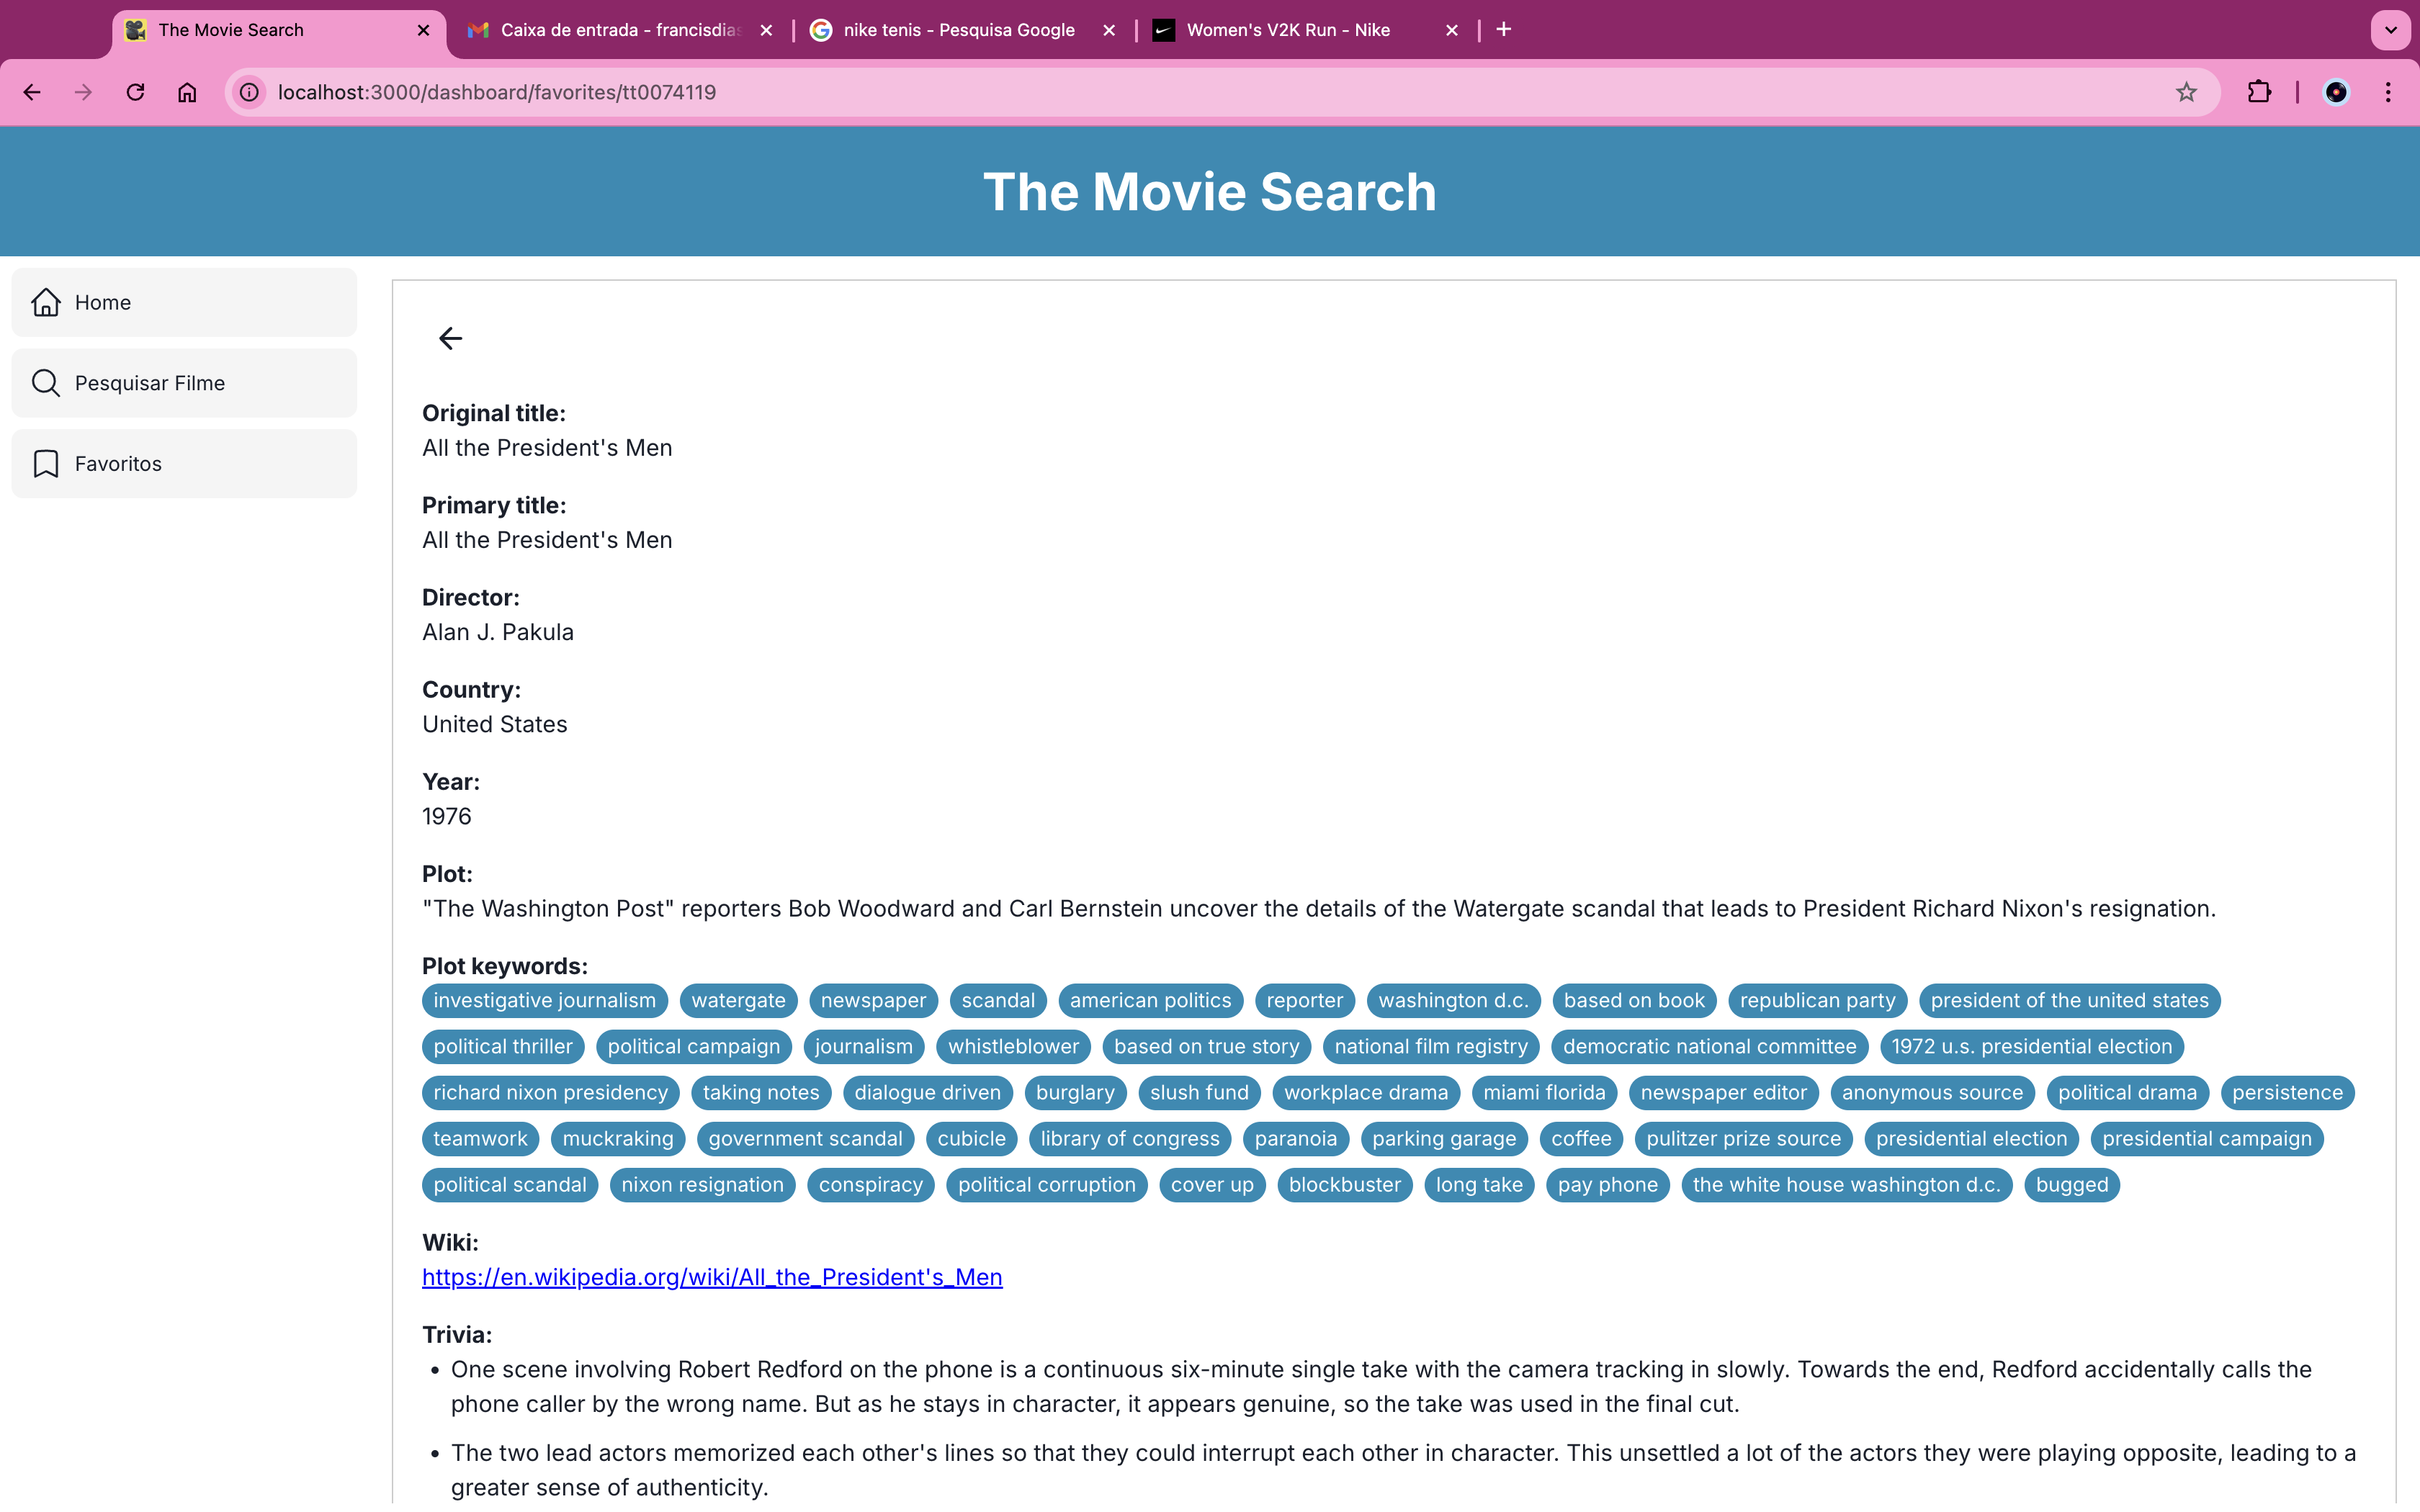 The Movie Search
Caixa de entrada - francisdias
nike tenis - Pesquisa Google
Women's V2K Run - Nike
localhost:3000/dashboard/favorites/tt0074119
The Movie Search
Home
Pesquisar Filme
Favoritos
Original title:
All the President's Men
Primary title:
All the President's Men
Director:
Alan J. Pakula
Country:
United States
Year:
1976
Plot:
"The Washington Post" reporters Bob Woodward and Carl Bernstein uncover the details of the Watergate scandal that leads to President Richard Nixon's resignation.
Plot keywords:
investigative journalism watergate newspaper scandal american politics reporter washington d.c. based on book republican party president of the united states
political thriller political campaign journalism whistleblower based on true story national film registry democratic national committee 1972 u.s. presidential election
richard nixon presidency taking notes dialogue driven burglary slush fund workplace drama miami florida newspaper editor anonymous source political drama persistence
teamwork muckraking government scandal cubicle library of congress paranoia parking garage coffee pulitzer prize source presidential election presidential campaign
political scandal nixon resignation conspiracy political corruption cover up blockbuster long take pay phone the white house washington d.c. bugged
Wiki:
https://en.wikipedia.org/wiki/All_the_President's_Men
Trivia:
• One scene involving Robert Redford on the phone is a continuous six-minute single take with the camera tracking in slowly. Towards the end, Redford accidentally calls the
phone caller by the wrong name. But as he stays in character, it appears genuine, so the take was used in the final cut.
• The two lead actors memorized each other's lines so that they could interrupt each other in character. This unsettled a lot of the actors they were playing opposite, leading to a
greater sense of authenticity.